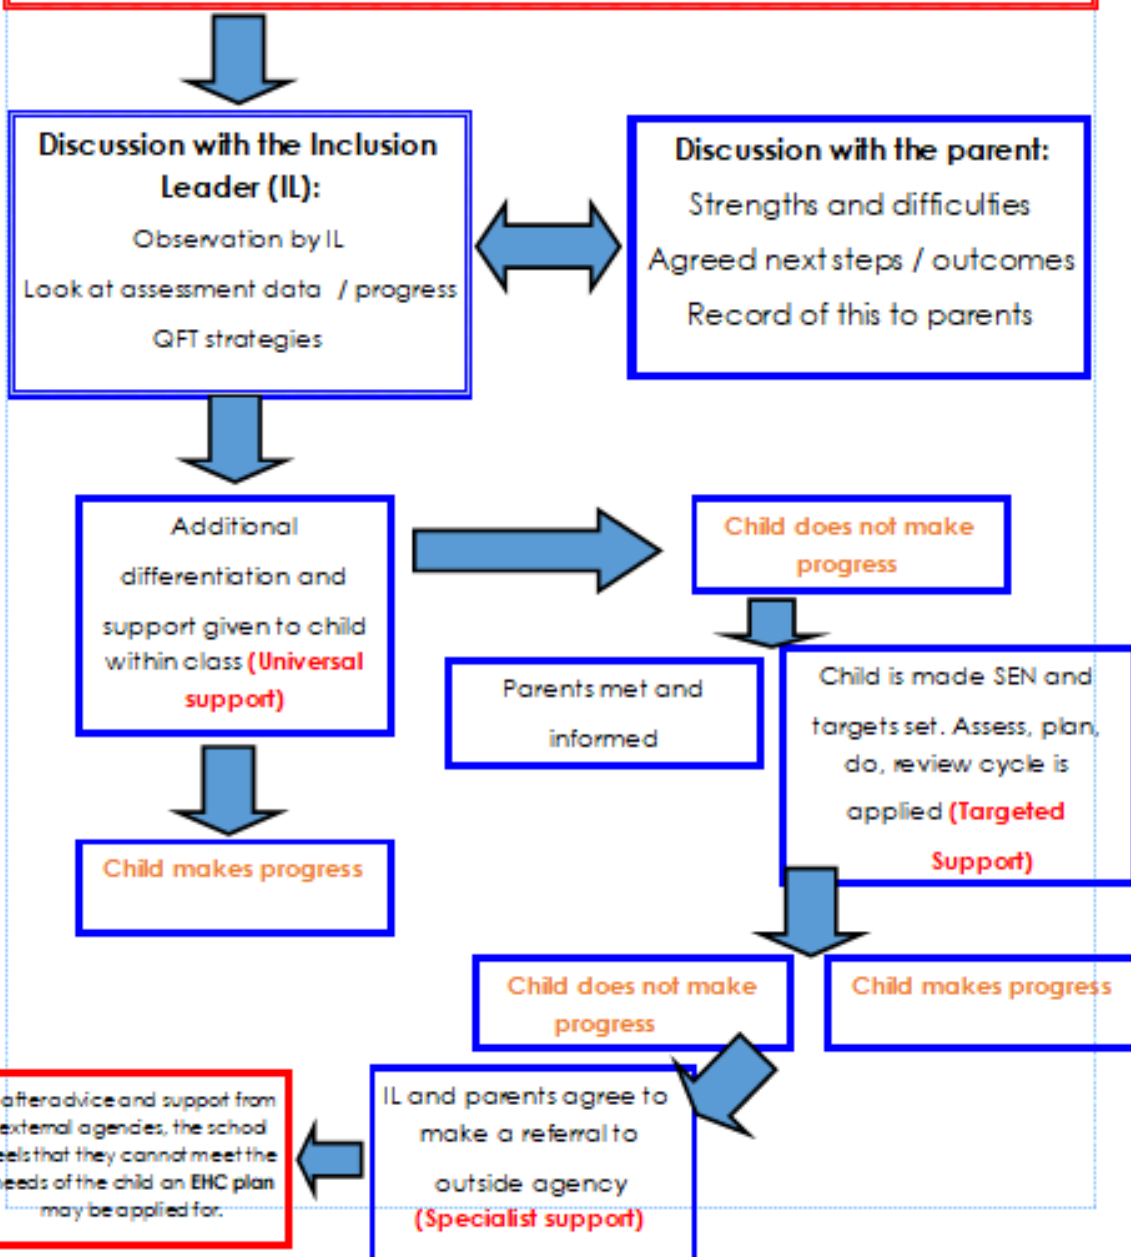 Discussion with the Inclusion
Leader (IL):
Observation by IL
Look at assessment data / progress
QFT strategies
Discussion with the parent:
Strengths and difficulties
Agreed next steps / outcomes
Record of this to parents
Additional
differentiation and
support given to child
within class (Universal
support)
Child does not make
progress
Parents met and
informed
Child is made SEN and
targets set. Assess, plan,
do, review cycle is
applied (Targeted
Support)
Child makes progress
Child does not make
progress
Child makes progress
IL and parents agree to
make a referral to
outside agency
(Specialist support)
after advice and support from
external agencies, the school
eels that they cannot meet the
needs of the child an EHC plan
may be applied for.